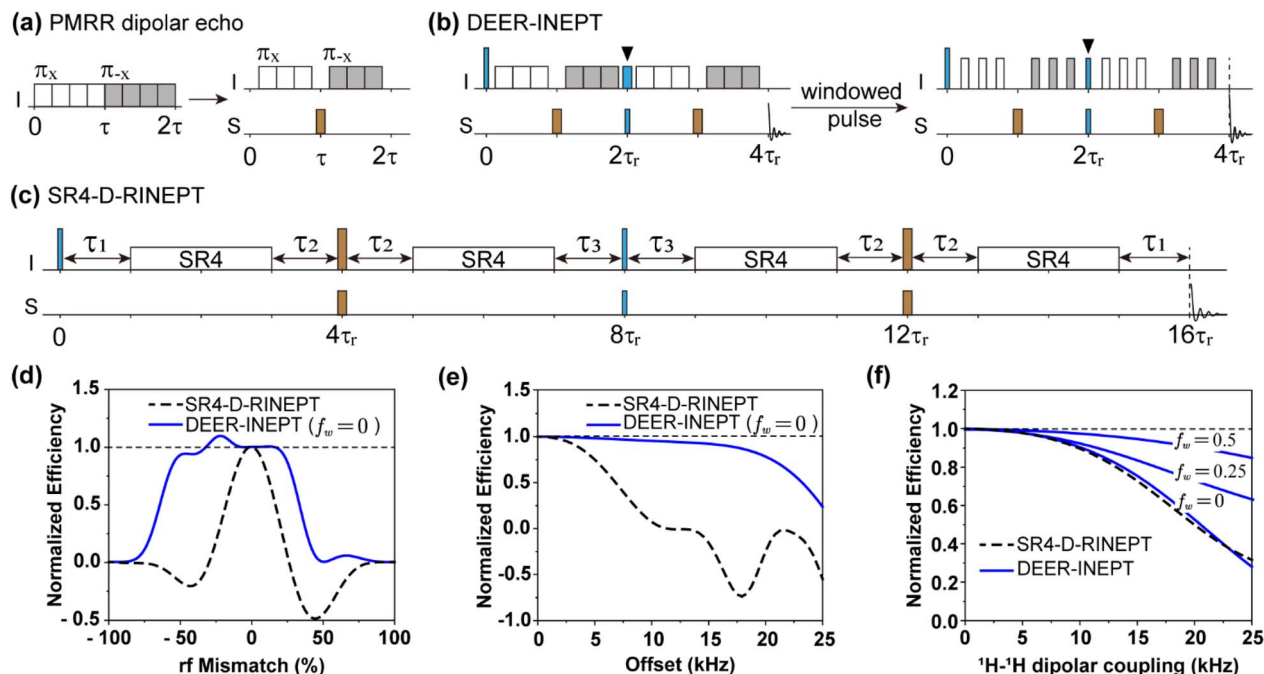 (a) PMRR dipolar echo
πx π-x
I
0 τ 2τ
πx π-x
I
S
0 τ 2τ
(b) DEER-INEPT
I
S
0 2τr 4τr
windowed
pulse
I
S
0 2τr 4τr
(c) SR4-D-RINEPT
I
τ1 SR4 τ2 τ2 SR4 τ3 τ3 SR4 τ2 τ2 SR4 τ1
S
0 4τr 8τr 12τr 16τr
(d)
Normalized Efficiency
1.5
1.0
0.5
0.0
-0.5
-100 -50 0 50 100
rf Mismatch (%)
SR4-D-RINEPT
DEER-INEPT (fw=0)
(e)
Normalized Efficiency
1.5
1.0
0.5
0.0
-0.5
-1.0
0 5 10 15 20 25
Offset (kHz)
SR4-D-RINEPT
DEER-INEPT (fw=0)
(f)
Normalized Efficiency
1.2
1.0
0.8
0.6
0.4
0.2
0.0
0 5 10 15 20 25
¹H-¹H dipolar coupling (kHz)
fw=0.5
fw=0.25
fw=0
SR4-D-RINEPT
DEER-INEPT